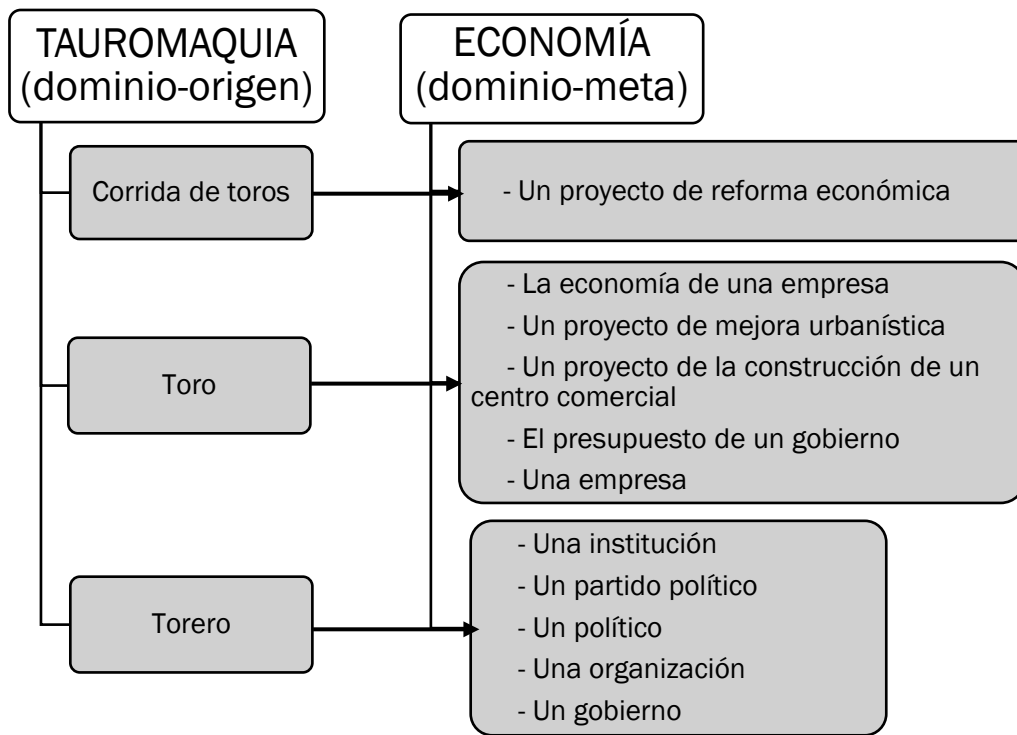 TAUROMAQUIA
(dominio-origen)
ECONOMÍA
(dominio-meta)
Corrida de toros
- Un proyecto de reforma económica
Toro
- La economía de una empresa
- Un proyecto de mejora urbanística
- Un proyecto de la construcción de un
centro comercial
- El presupuesto de un gobierno
- Una empresa
Torero
- Una institución
- Un partido político
- Un político
- Una organización
- Un gobierno